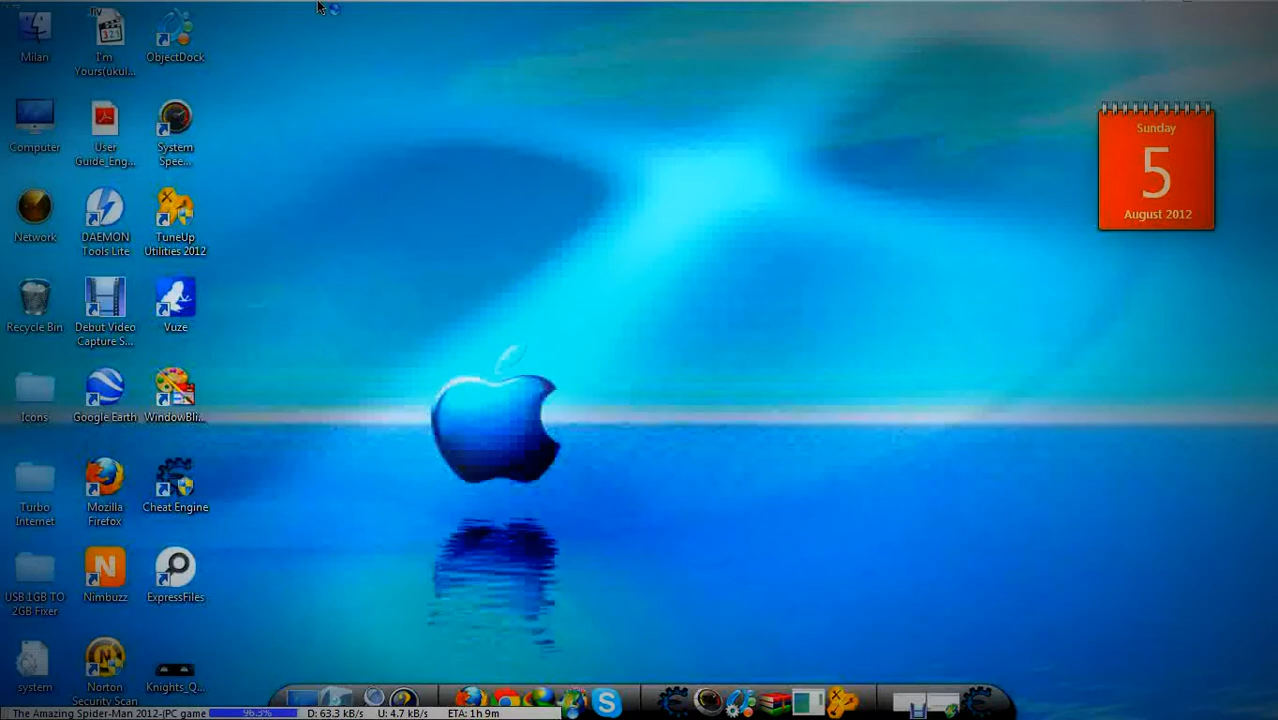 Milan
I'm
Yours(ukul...
ObjectDock
Computer
User
Guide_Eng...
System
Spee...
Network
DAEMON
Tools Lite
TuneUp
Utilities 2012
Recycle Bin
Debut Video
Capture S...
Vuze
Icons
Google Earth
WindowBli...
Turbo
Internet
Mozilla
Firefox
Cheat Engine
USB 1GB TO
2GB Fixer
Nimbuzz
ExpressFiles
system
Norton
Security Scan
Knights_Q...
Sunday
5
August 2012
The Amazing Spider-Man 2012-(PC game 96.3% D: 63.3 kB/s U: 4.7 kB/s ETA: 1h 9m